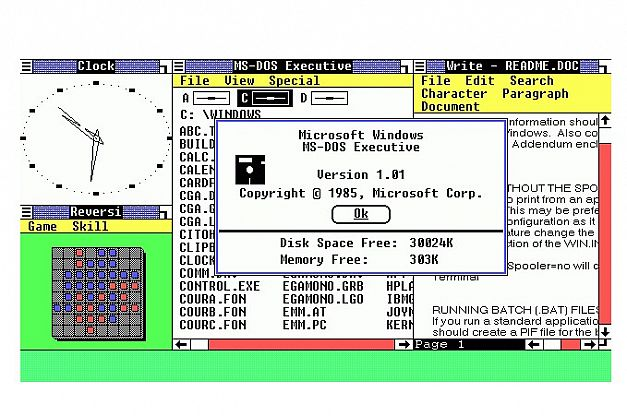 Clock
MS-DOS Executive
Write - README.DOC
File View Special
File Edit Search
Character Paragraph
Document
A
C
D
C: \WINDOWS
ABC.T
BUILD
CALC.
CALEN
CARDF
CGA.D
CGA.G
CGA.L
CITOH
CLIPB
CLOCK
COMM.
CONTROL.EXE EGAMONO.GRB HPLA
COURA.FON EGAMONO.LGO IBMG
COURB.FON EMM.AT JOYN
COURC.FON EMM.PC KERN
Microsoft Windows
MS-DOS Executive
Version 1.01
Copyright © 1985, Microsoft Corp.
Ok
Disk Space Free: 30024K
Memory Free: 303K
nformation shoul
Windows. Also co
Addendum encl
THOUT THE SPO
o print from an ap
This may be prefe
onfiguration as it
ature change the
ction of the WIN.IN
Spooler=no will d
Terminal
RUNNING BATCH (.BAT) FILES
If you run a standard applicatio
should create a PIF file for the b
Page 1
Reversi
Game Skill